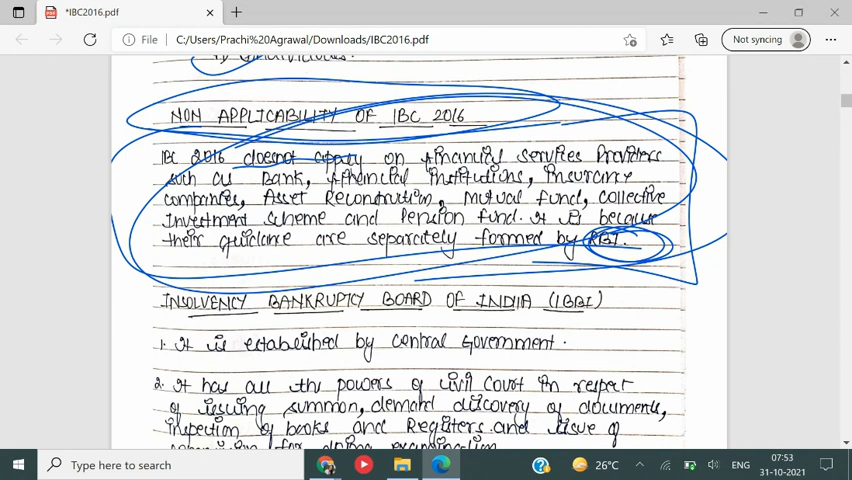 *IBC2016.pdf
File
C:/Users/Prachi%20Agrawal/Downloads/IBC2016.pdf
Not syncing
NON APPLICABILITY OF IBC 2016
IBC 2016 doesnot apply on financial services Providers
such as Bank, financial institutions, insurance
companies, Asset Reconstruction, mutual fund, collective
Investment scheme and Pension fund. It is because
their guidance are separately formed by RBI.
INSOLVENCY BANKRUPTCY BOARD OF INDIA (IBBI)
1. It is established by central Government.
2. It has all the powers of civil Court in respect
of issuing summon, demand discovery of documents,
inspection of books and Registers and issue of
for doing examination
Type here to search
26°C
ENG
07:53
31-10-2021